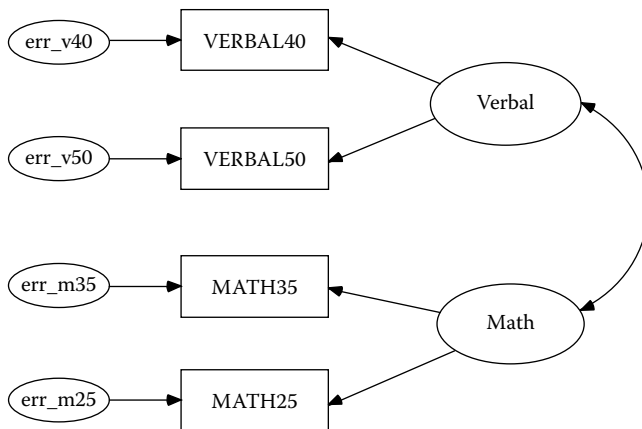 err_v40
VERBAL40
Verbal
err_v50
VERBAL50
err_m35
MATH35
Math
err_m25
MATH25